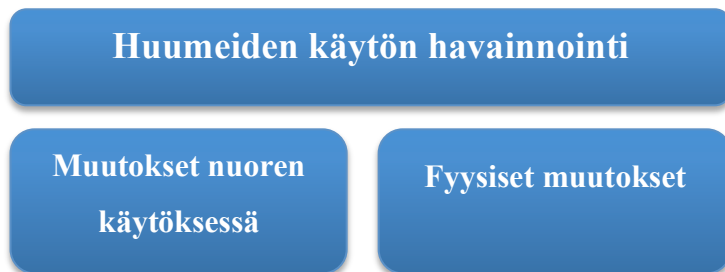 Huumeiden käytön havainnointi
Muutokset nuoren
käytöksessä
Fyysiset muutokset